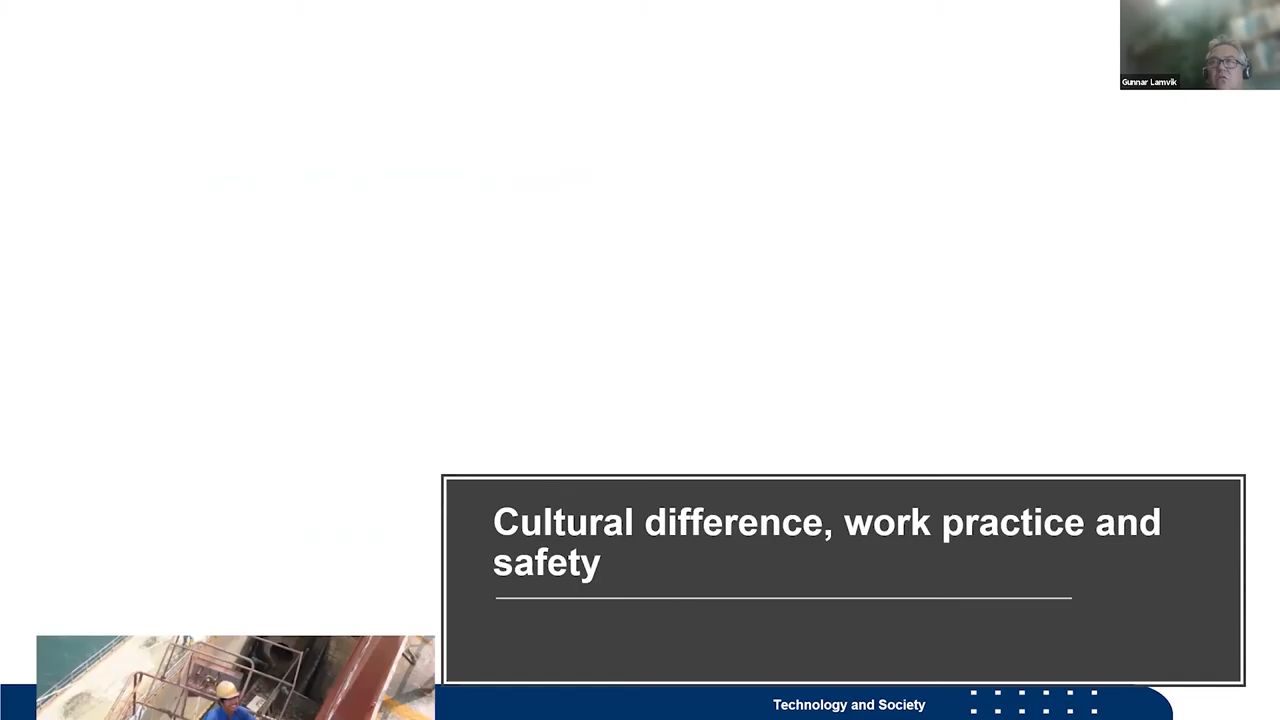 Gunnar Lamvik
Cultural difference, work practice and
safety
Technology and Society